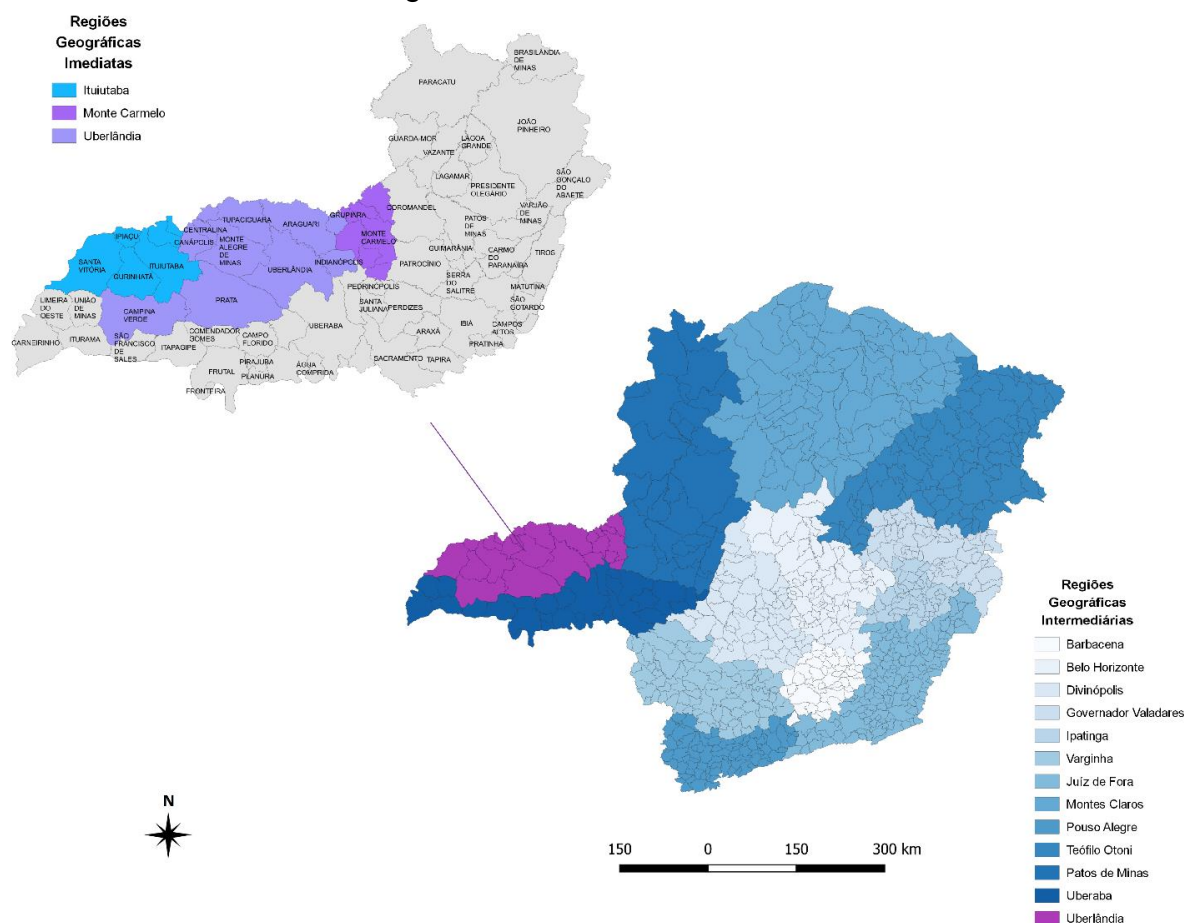 Regiões
Geográficas
Imediatas
Ituiutaba
Monte Carmelo
Uberlândia
BRASILÂNDIA
DE
MINAS
PARACATU
JOÃO
PINHEIRO
GUARDA-MOR
LAGOA
GRANDE
VAZANTE
LAGAMAR
SÃO
GONÇALO
DO
ABAETÉ
PRESIDENTE
OLEGÁRIO
COROMANDEL
VARJÃO
DE
MINAS
GRUPIARA
TUPACIGUARA
ARAGUARI
PATOS
DE
MINAS
CENTRALINA
IPIAÇU
CANÁPOLIS
MONTE
ALEGRE
DE
MINAS
MONTE
CARMELO
GUIMARÂNIA
CARMO
DO
PARANAÍBA
TIROS
SANTA
VITÓRIA
GURINHATÃ
ITUIUTABA
UBERLÂNDIA
INDIANÓPOLIS
PATROCÍNIO
SERRA
DO
SALITRE
MATUTINA
PEDRINÓPOLIS
SÃO
GOTARDO
LIMEIRA
DO
OESTE
UNIÃO
DE
MINAS
CAMPINA
VERDE
PRATA
SANTA
JULIANA
PERDIZES
UBERABA
IBIÁ
CAMPOS
ALTOS
ARAXÁ
PRATINHA
CARNEIRINHO
ITURAMA
SÃO
FRANCISCO
DE
SALES
ITAPAGIPE
COMENDADOR
GOMES
CAMPO
FLORIDO
SACRAMENTO
TAPIRA
FRUTAL
PIRAJUBA
PLANURA
ÁGUA
COMPRIDA
FRONTEIRA
Regiões
Geográficas
Intermediárias
Barbacena
Belo Horizonte
Divinópolis
Governador Valadares
Ipatinga
Varginha
Juíz de Fora
Montes Claros
Pouso Alegre
Teófilo Otoni
Patos de Minas
Uberaba
Uberlândia
N
150 0 150 300 km